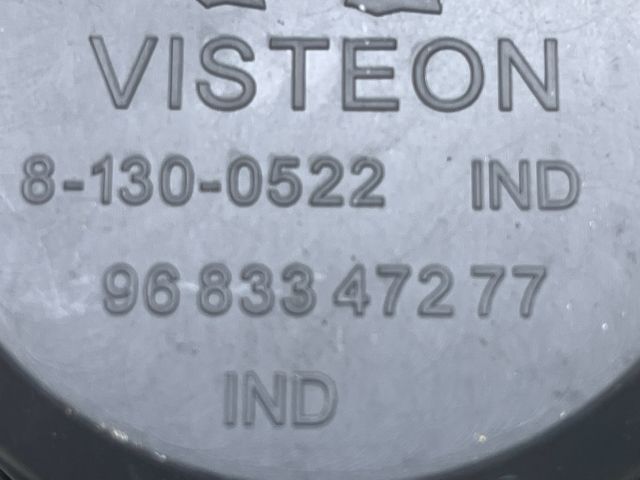 VISTEON
8-130-0522 IND
96 833 472 77
IND